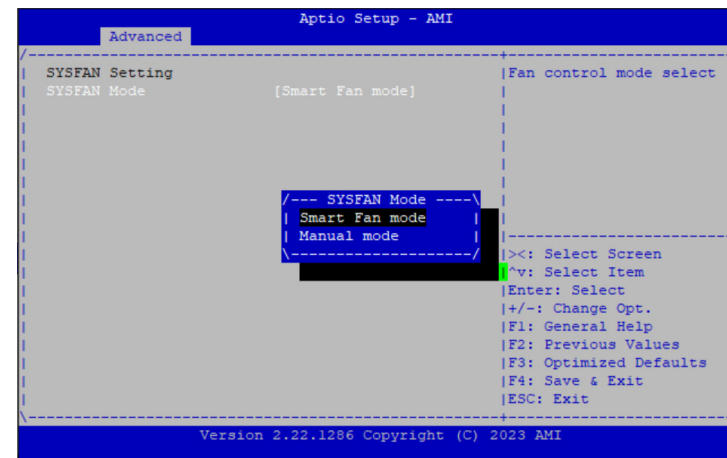 Aptio Setup - AMI
Advanced
SYSFAN Setting
SYSFAN Mode [Smart Fan mode]
Fan control mode select
/--- SYSFAN Mode ----\
| Smart Fan mode |
| Manual mode |
\--------------------/
><: Select Screen
^v: Select Item
Enter: Select
+/-: Change Opt.
F1: General Help
F2: Previous Values
F3: Optimized Defaults
F4: Save & Exit
ESC: Exit
Version 2.22.1286 Copyright (C) 2023 AMI